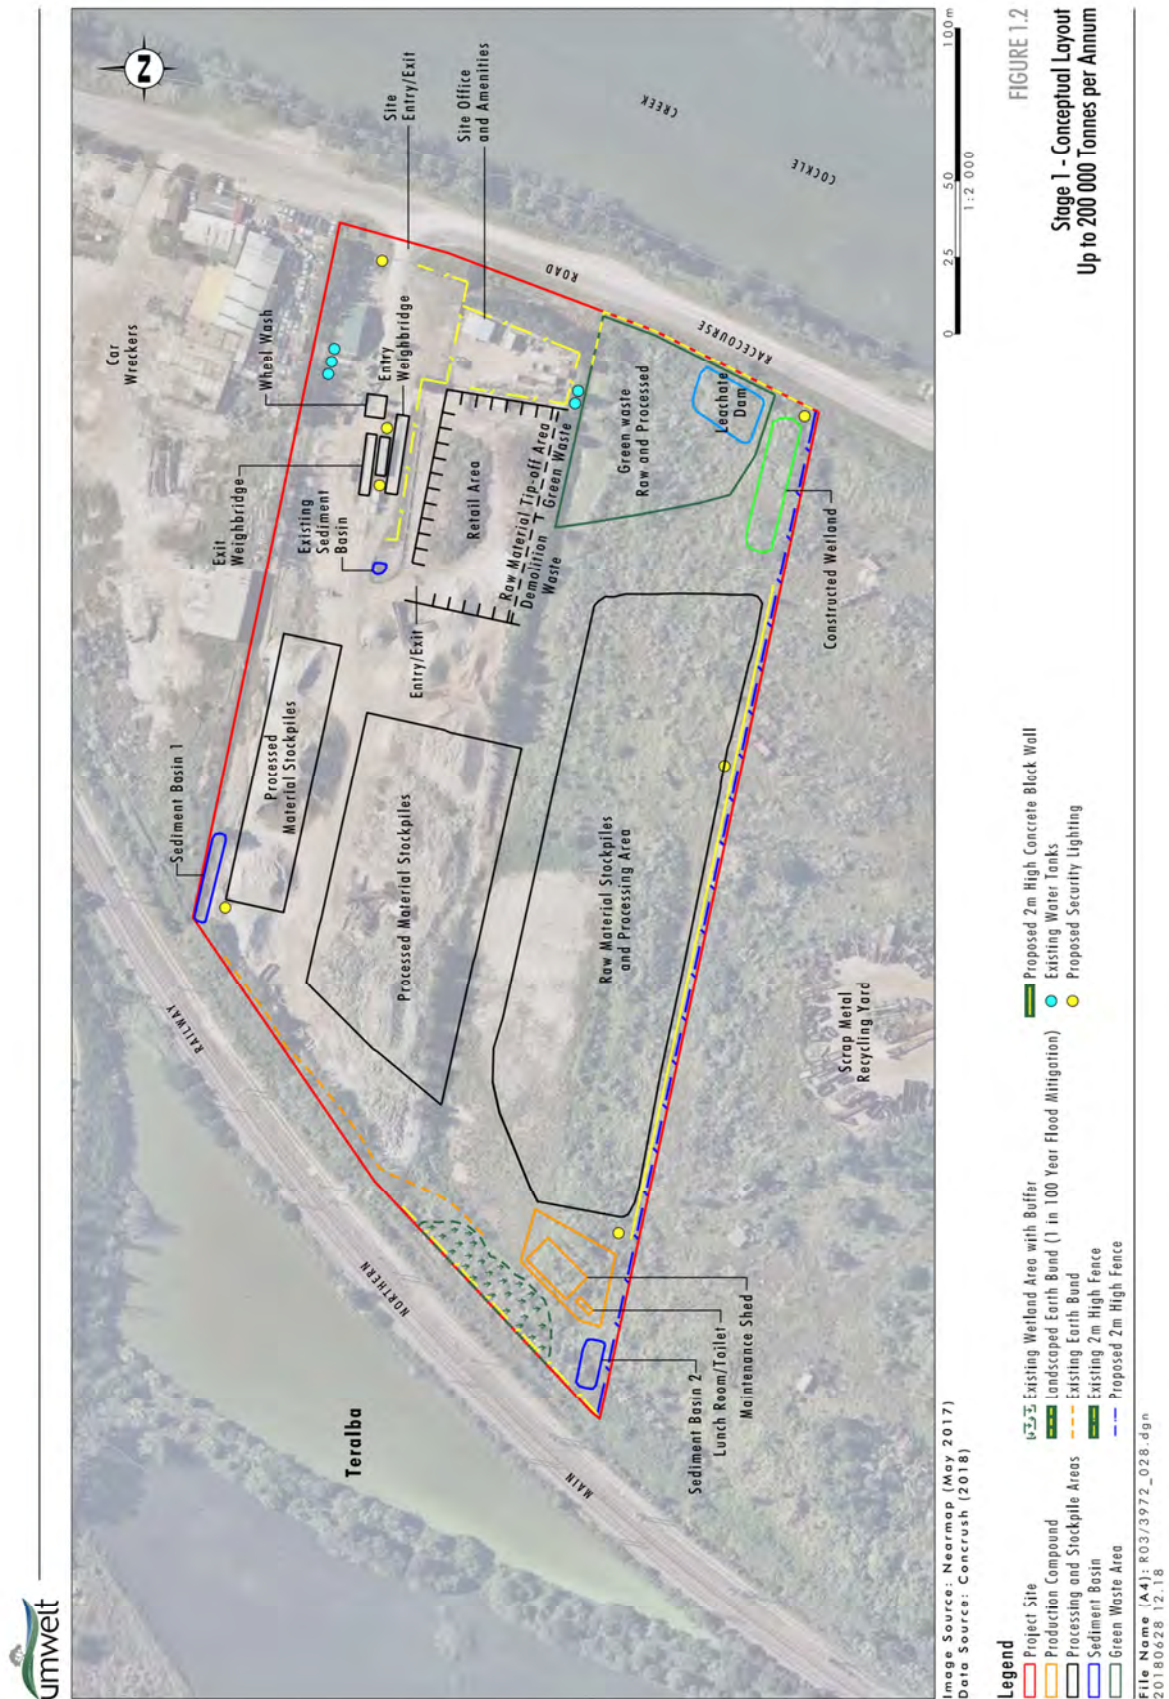 umwelt
Teralba
MAIN
NORTHERN
RAILWAY
Sediment Basin 1
Processed
Material Stockpiles
Processed Material Stockpiles
Raw Material Stockpiles
and Processing Area
Sediment Basin 2
Lunch Room/Toilet
Maintenance Shed
Scrap Metal
Recycling Yard
Exit
Weighbridge
Existing
Sediment
Basin
Entry/Exit
Wheel Wash
Entry
Weighbridge
Retail Area
Raw Material Tip-off Area
Demolition
Waste
Green Waste
Green waste
Raw and Processed
Leachate
Dam
Constructed Wetland
Car
Wreckers
Site
Entry/Exit
Site Office
and Amenities
RACECOURSE
ROAD
COCKLE
CREEK
N
Image Source: Nearmap (May 2017)
Data Source: Concrush (2018)
0 25 50 100m
1:2 000
Legend
Project Site
Production Compound
Processing and Stockpile Areas
Sediment Basin
Green Waste Area
Existing Wetland Area with Buffer
Landscaped Earth Bund (1 in 100 Year Flood Mitigation)
Existing Earth Bund
Existing 2m High Fence
Proposed 2m High Fence
Proposed 2m High Concrete Block Wall
Existing Water Tanks
Proposed Security Lighting
FIGURE 1.2
Stage 1 - Conceptual Layout
Up to 200 000 Tonnes per Annum
File Name (A4): R03/3972_028.dgn
20180628 12.18